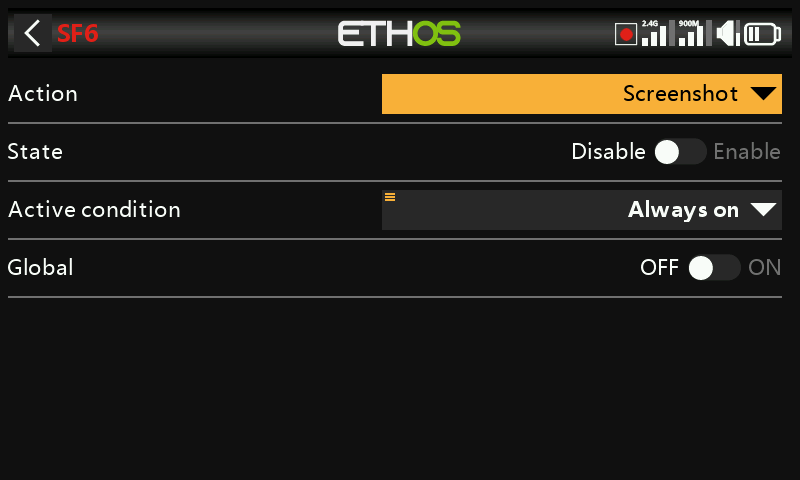 SF6 ETHOS 2.4G 900M
Action Screenshot
State Disable Enable
Active condition Always on
Global OFF ON